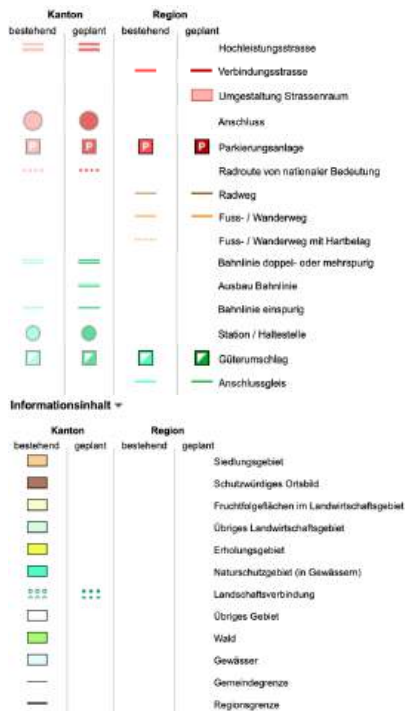 Kanton Region
bestehend geplant bestehend geplant
Hochleistungsstrasse
Verbindungsstrasse
Umgestaltung Strassenraum
Anschluss
P P P P Parkierungsanlage
Radroute von nationaler Bedeutung
Radweg
Fuss- / Wanderweg
Fuss- / Wanderweg mit Hartbelag
Bahnlinie doppel- oder mehrspurig
Ausbau Bahnlinie
Bahnlinie einspurig
Station / Haltestelle
Güterumschlag
Anschlussgleis
Informationsinhalt
Kanton Region
bestehend geplant bestehend geplant
Siedlungsgebiet
Schutzwürdiges Ortsbild
Fruchtfolgeflächen im Landwirtschaftsgebiet
Übriges Landwirtschaftsgebiet
Erholungsgebiet
Naturschutzgebiet (in Gewässern)
Landschaftsverbindung
Übriges Gebiet
Wald
Gewässer
Gemeindegrenze
Regionsgrenze